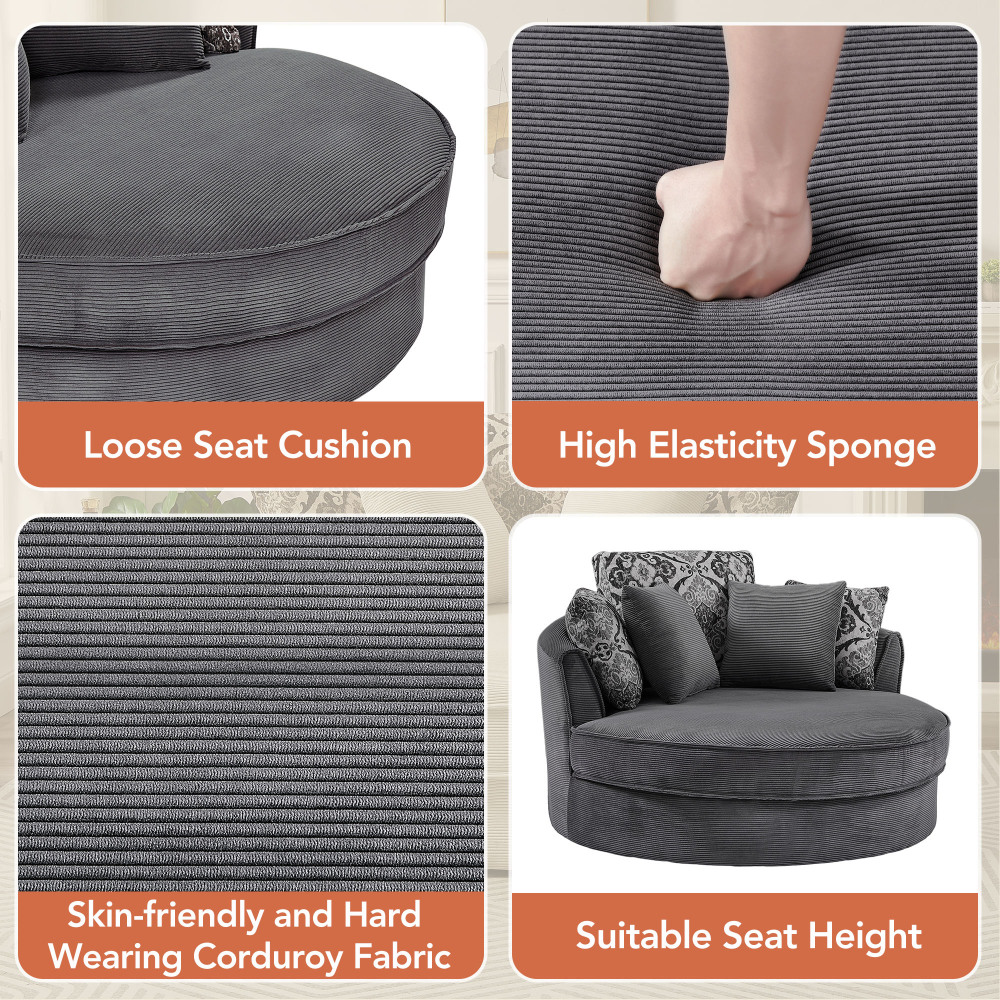 Loose Seat Cushion
High Elasticity Sponge
Skin-friendly and Hard
Wearing Corduroy Fabric
Suitable Seat Height